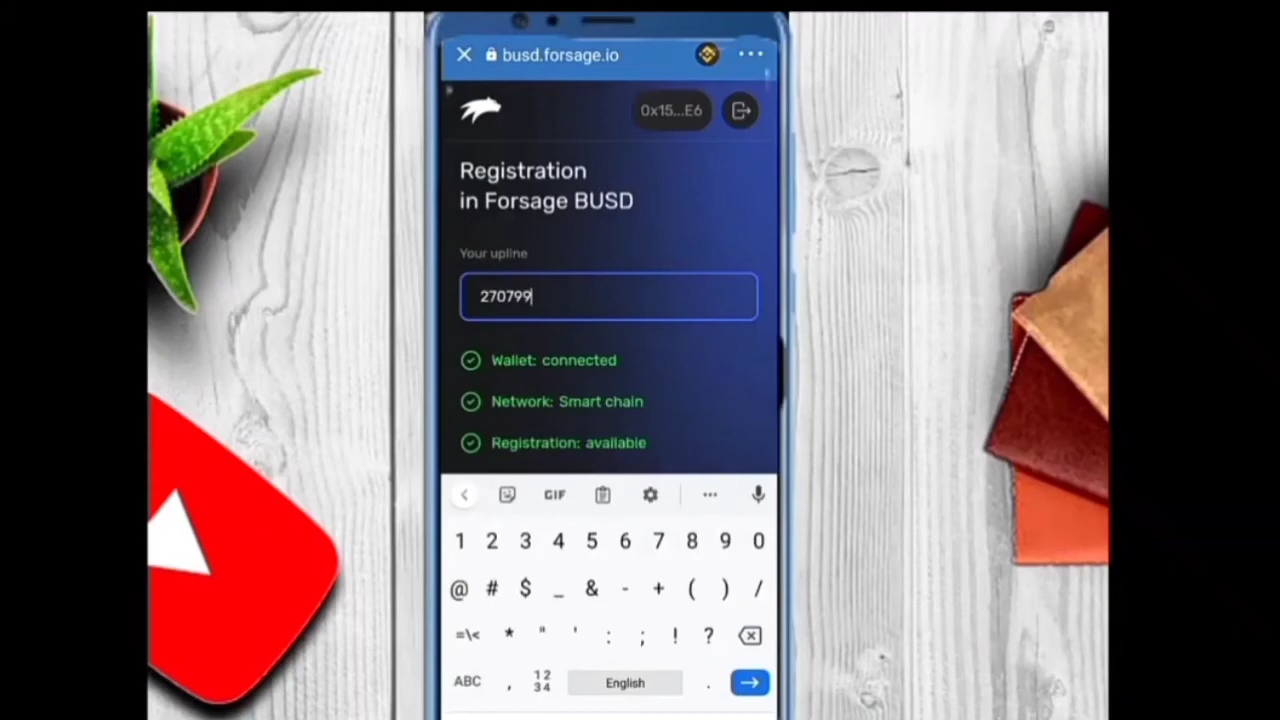 busd.forsage.io
0x15...E6
Registration
in Forsage BUSD
Your upline
270799
Wallet: connected
Network: Smart chain
Registration: available
GIF
1 2 3 4 5 6 7 8 9 0
@ # $ _ & - + ( ) /
=\< * " ' : ; ! ?
ABC , 12 34 English .